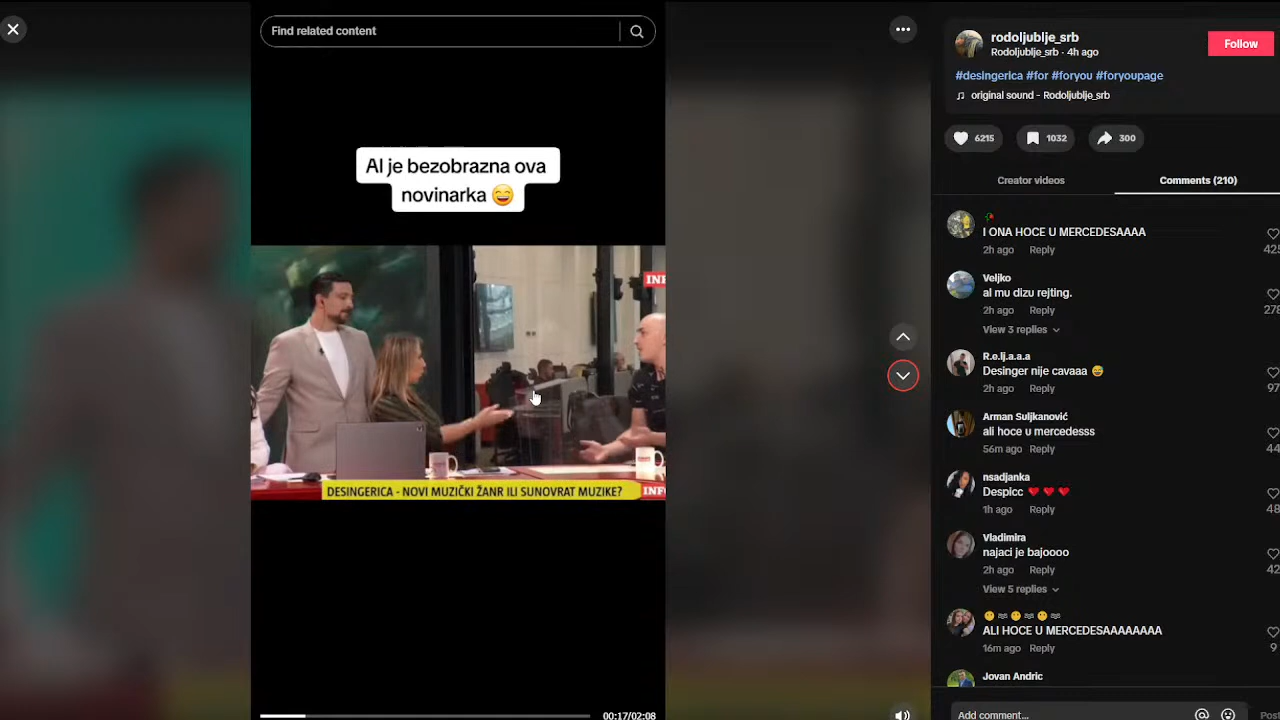 Find related content
Al je bezobrazna ova
novinarka 😄
INF
DESINGERICA - NOVI MUZIČKI ŽANR ILI SUNOVRAT MUZIKE?
INF
00:17/02:08
rodoljublje_srb
Rodoljublje_srb · 4h ago
Follow
#desingerica #for #foryou #foryoupage
♫ original sound - Rodoljublje_srb
6215
1032
300
Creator videos
Comments (210)
🥀
I ONA HOCE U MERCEDESAAAA
2h ago Reply
425
Veljko
al mu dizu rejting.
2h ago Reply
278
View 3 replies
R.e.lj.a.a.a
Desinger nije cavaaa 😅
2h ago Reply
97
Arman Suljkanović
ali hoce u mercedesss
56m ago Reply
44
nsadjanka
Despicc ♥️ ♥️ ♥️
1h ago Reply
48
Vladimira
najaci je bajoooo
2h ago Reply
42
View 5 replies
ALI HOCE U MERCEDESAAAAAAAA
16m ago Reply
9
Jovan Andric
Add comment...
Post